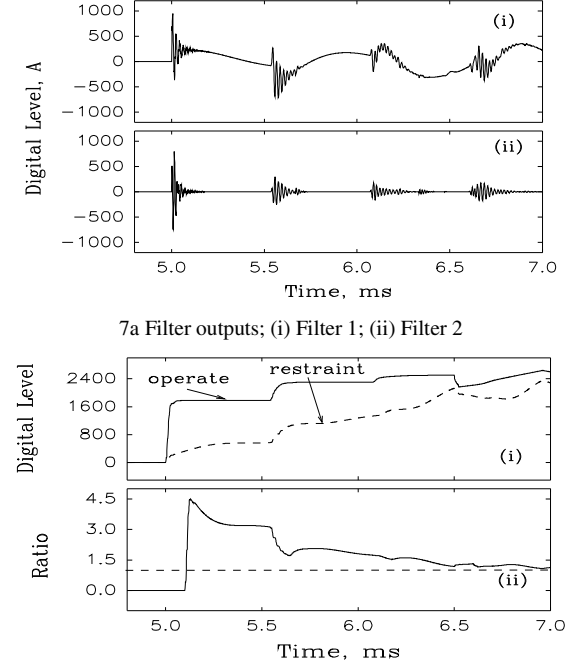 Digital Level, A
1000
500
0
−500
−1000
(i)
1000
500
0
−500
−1000
(ii)
5.0 5.5 6.0 6.5 7.0
Time, ms
7a Filter outputs; (i) Filter 1; (ii) Filter 2
Digital Level
2400
1600
800
0
operate
restraint
(i)
Ratio
4.5
3.0
1.5
0.0
(ii)
5.0 5.5 6.0 6.5 7.0
Time, ms